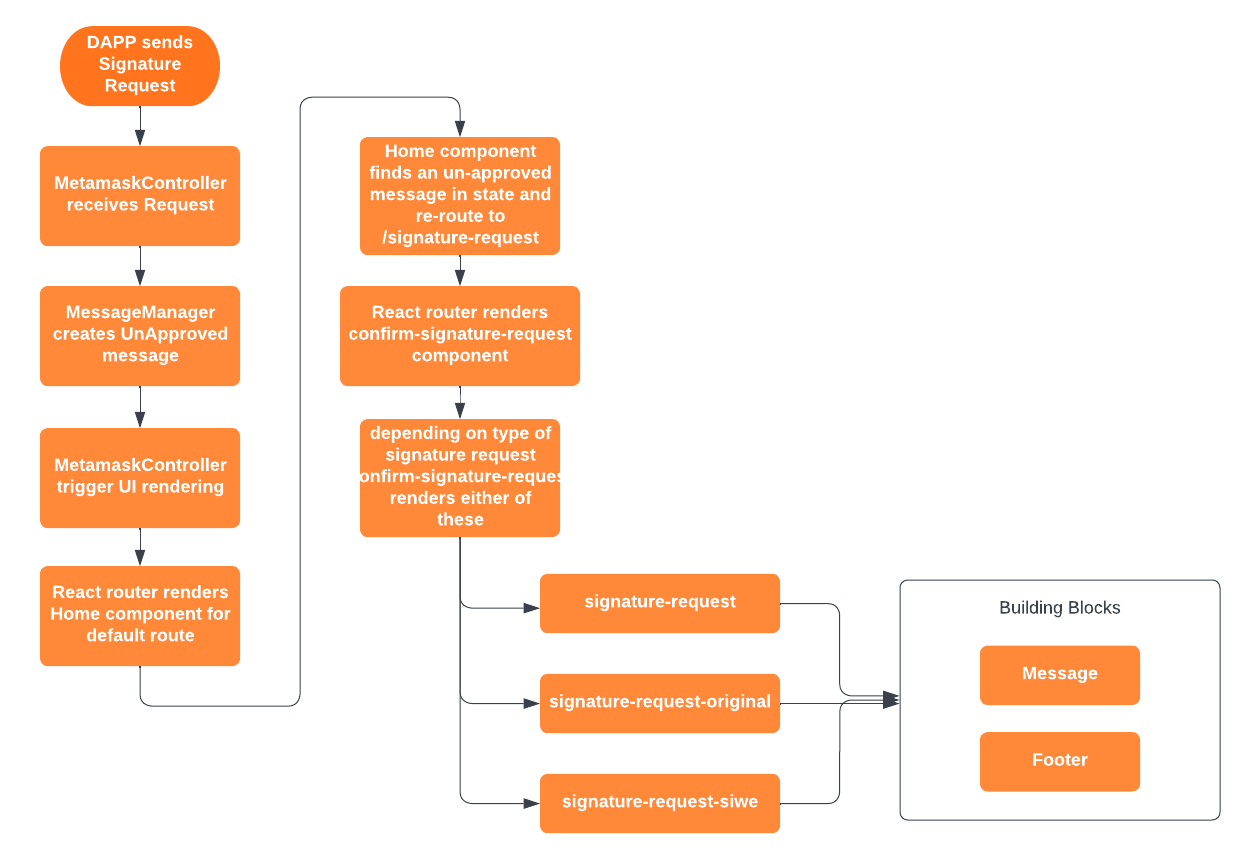 DAPP sends
Signature
Request
MetamaskController
receives Request
MessageManager
creates UnApproved
message
MetamaskController
trigger UI rendering
React router renders
Home component for
default route
Home component
finds an un-approved
message in state and
re-route to
/signature-request
React router renders
confirm-signature-request
component
depending on type of
signature request
onfirm-signature-reques
renders either of
these
signature-request
signature-request-original
signature-request-siwe
Building Blocks
Message
Footer